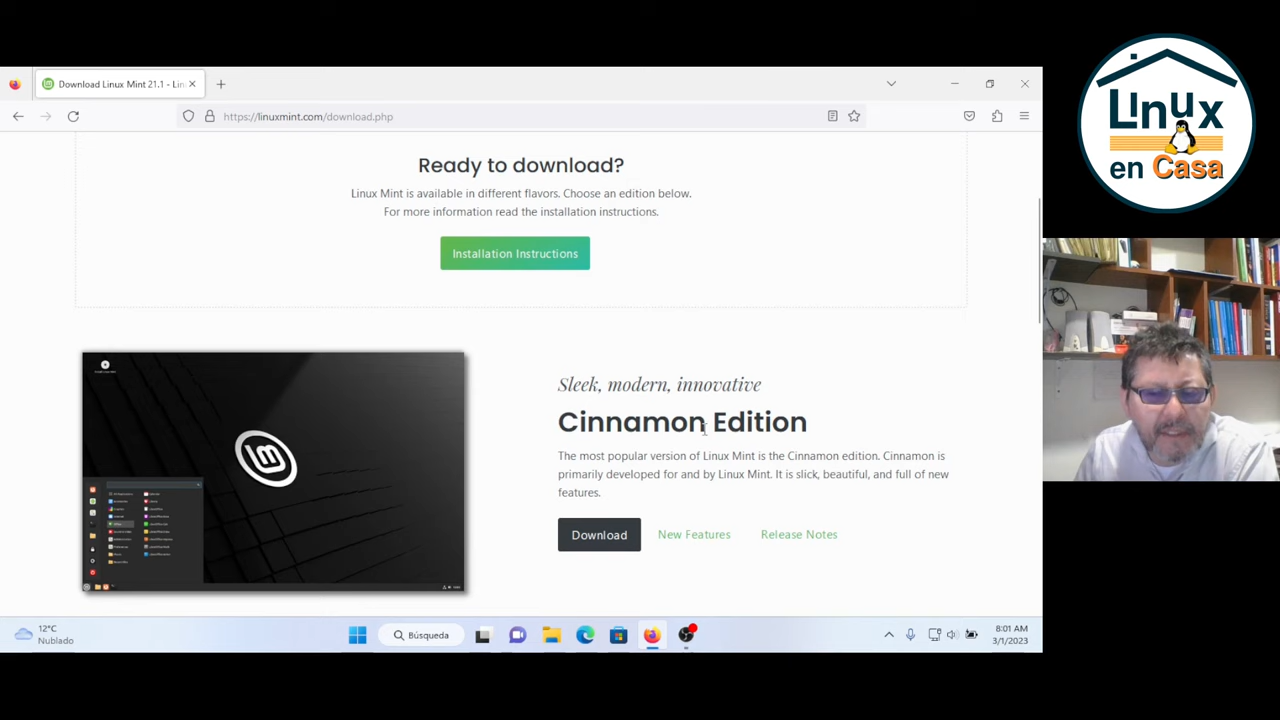 Download Linux Mint 21.1 - Lin
https://linuxmint.com/download.php
Ready to download?
Linux Mint is available in different flavors. Choose an edition below.
For more information read the installation instructions.
Installation Instructions
Sleek, modern, innovative
Cinnamon Edition
The most popular version of Linux Mint is the Cinnamon edition. Cinnamon is
primarily developed for and by Linux Mint. It is slick, beautiful, and full of new
features.
Download New Features Release Notes
12°C
Nublado
Búsqueda
8:01 AM
3/1/2023
LInux
en Casa